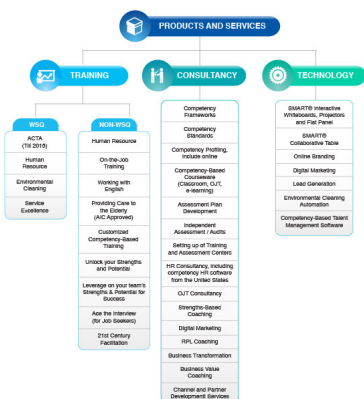 PRODUCTS AND SERVICES
TRAINING
CONSULTANCY
TECHNOLOGY
WSQ
ACTA
(Till 2018)
Human
Resource
Environmental
Cleaning
Service
Excellence
NON-WSQ
Human Resource
On-the-Job
Training
Working with
English
Providing Care to
the Elderly
(AIC Approved)
Customized
Competency-Based
Training
Unlock your Strengths
and Potential
Leverage on your team's
Strengths & Potential for
Success
Ace the Interview
(for Job Seekers)
21st Century
Facilitation
Competency
Frameworks
Competency
Standards
Competency Profiling,
Include online
Competency-Based
Courseware
(Classroom, OJT,
e-learning)
Assessment Plan
Development
Independent
Assessment / Audits
Setting up of Training
and Assessment Centers
HR Consultancy, Including
competency HR software
from the United States
OJT Consultancy
Strengths-Based
Coaching
Digital Marketing
RPL Coaching
Business Transformation
Business Value
Coaching
Channel and Partner
Development Services
SMART® Interactive
Whiteboards, Projectors
and Flat Panel
SMART®
Collaborative Table
Online Branding
Digital Marketing
Lead Generation
Environmental Cleaning
Automation
Competency-Based Talent
Management Software